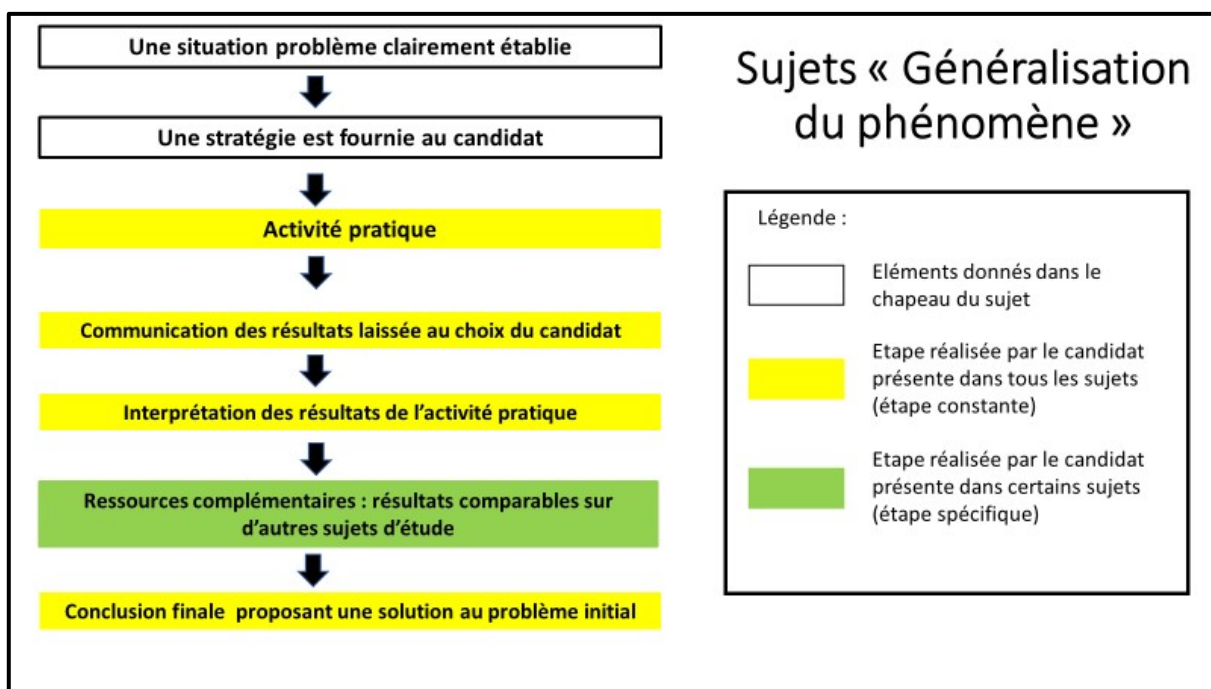 Une situation problème clairement établie
Une stratégie est fournie au candidat
Activité pratique
Communication des résultats laissée au choix du candidat
Interprétation des résultats de l’activité pratique
Ressources complémentaires : résultats comparables sur
d’autres sujets d’étude
Conclusion finale proposant une solution au problème initial
Sujets « Généralisation
du phénomène »
Légende :
Eléments donnés dans le
chapeau du sujet
Etape réalisée par le candidat
présente dans tous les sujets
(étape constante)
Etape réalisée par le candidat
présente dans certains sujets
(étape spécifique)